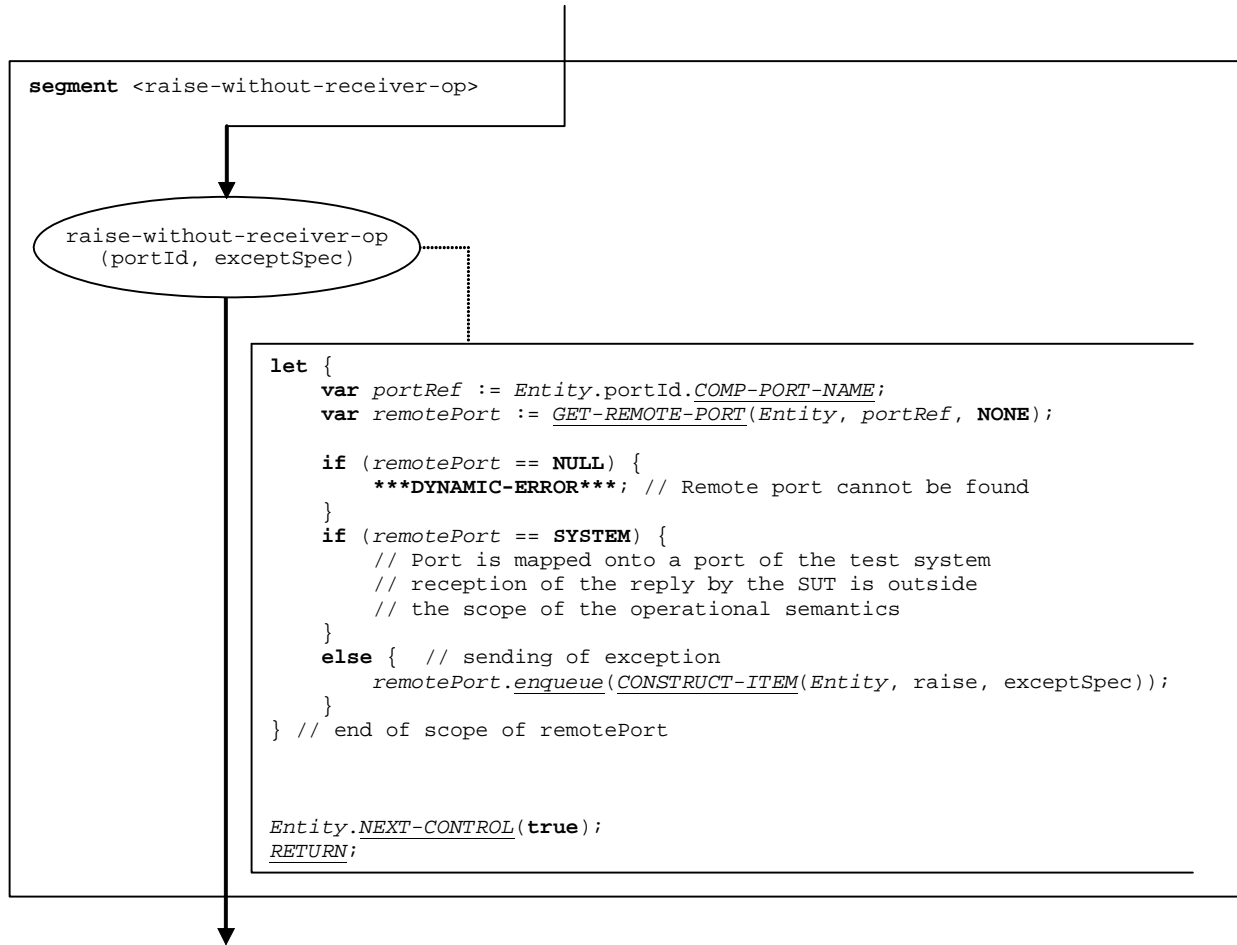 segment <raise-without-receiver-op>
raise-without-receiver-op
(portId, exceptSpec)
let {
var portRef := Entity.portId.COMP-PORT-NAME;
var remotePort := GET-REMOTE-PORT(Entity, portRef, NONE);
if (remotePort == NULL) {
***DYNAMIC-ERROR***; // Remote port cannot be found
}
if (remotePort == SYSTEM) {
// Port is mapped onto a port of the test system
// reception of the reply by the SUT is outside
// the scope of the operational semantics
}
else { // sending of exception
remotePort.enqueue(CONSTRUCT-ITEM(Entity, raise, exceptSpec));
}
} // end of scope of remotePort
Entity.NEXT-CONTROL(true);
RETURN;